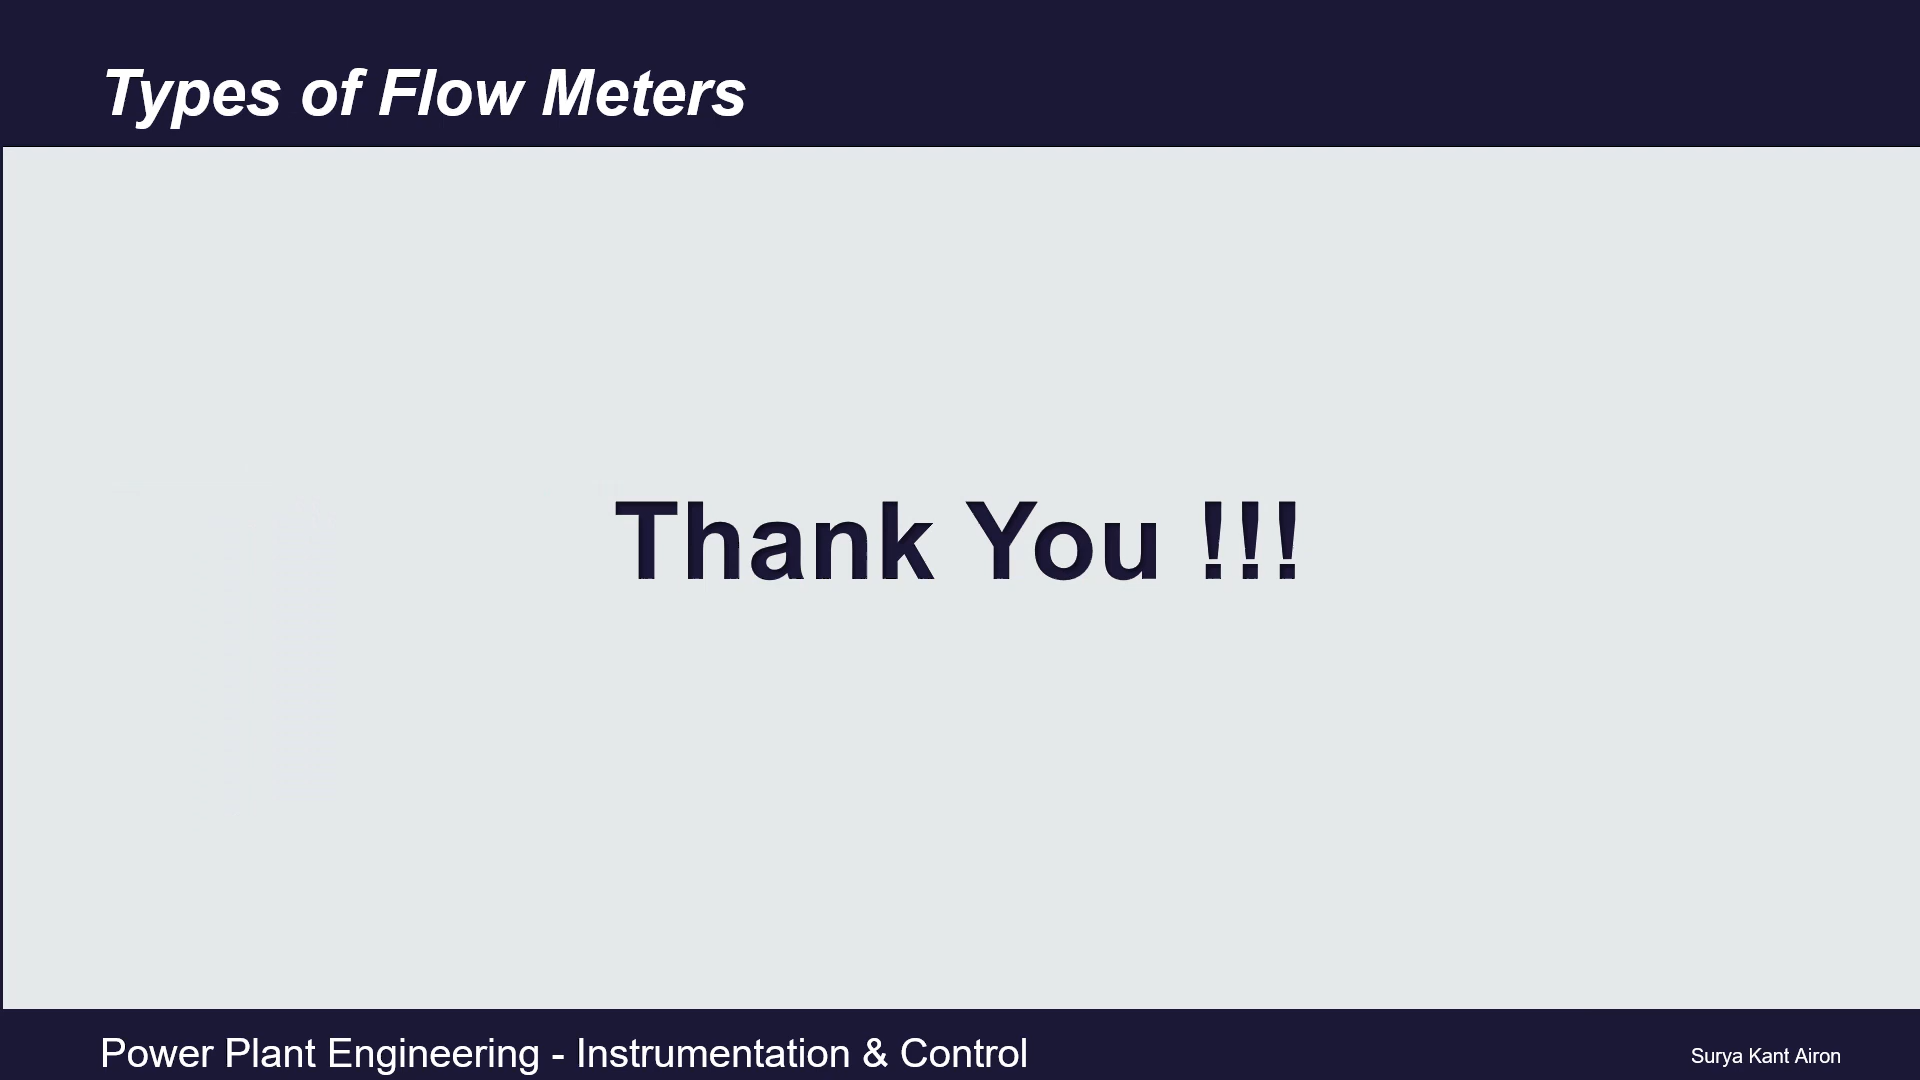 Types of Flow Meters
Thank You !!!
Power Plant Engineering - Instrumentation & Control
Surya Kant Airon